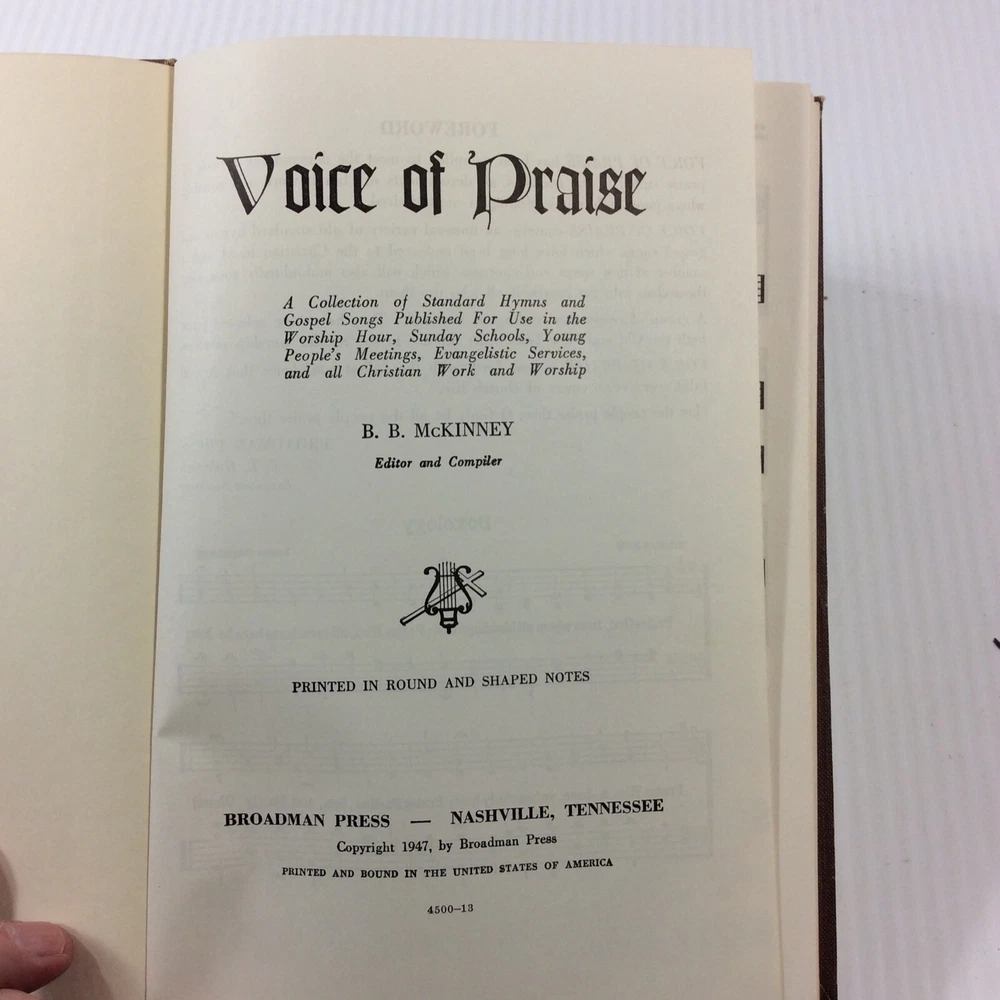 Voice of Praise
A Collection of Standard Hymns and
Gospel Songs Published For Use in the
Worship Hour, Sunday Schools, Young
People's Meetings, Evangelistic Services,
and all Christian Work and Worship
B. B. McKINNEY
Editor and Compiler
PRINTED IN ROUND AND SHAPED NOTES
BROADMAN PRESS — NASHVILLE, TENNESSEE
Copyright 1947, by Broadman Press
PRINTED AND BOUND IN THE UNITED STATES OF AMERICA
4500-13